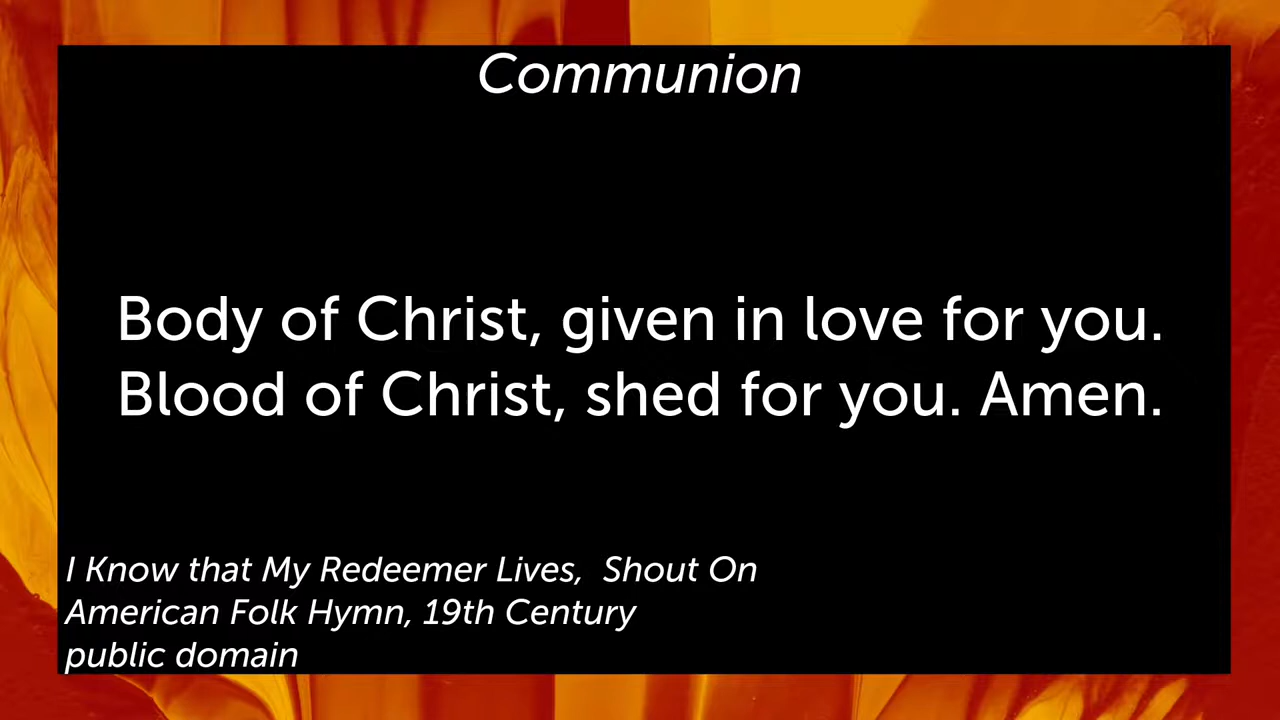 Communion
Body of Christ, given in love for you.
Blood of Christ, shed for you. Amen.
I Know that My Redeemer Lives,  Shout On
American Folk Hymn, 19th Century
public domain